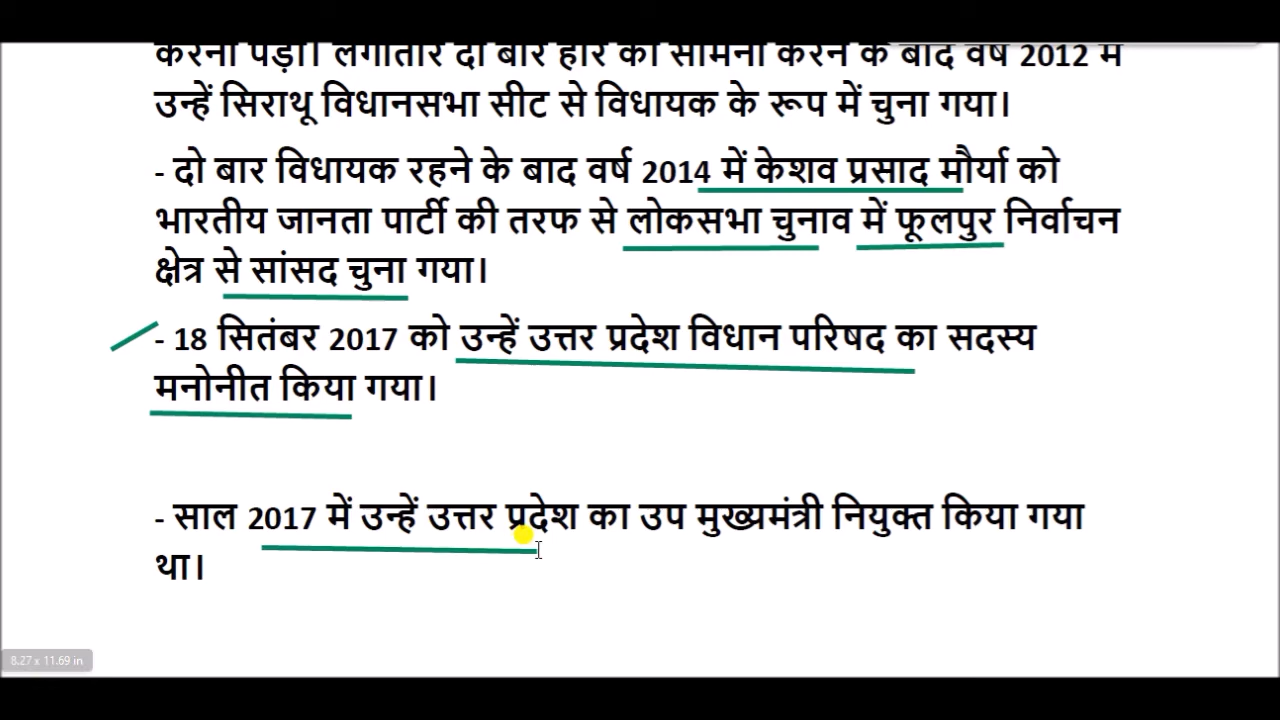 करना पड़ा। लगातार दो बार हार का सामना करने के बाद वर्ष 2012 में
उन्हें सिराथू विधानसभा सीट से विधायक के रूप में चुना गया।
- दो बार विधायक रहने के बाद वर्ष 2014 में केशव प्रसाद मौर्या को
भारतीय जानता पार्टी की तरफ से लोकसभा चुनाव में फूलपुर निर्वाचन
क्षेत्र से सांसद चुना गया।
- 18 सितंबर 2017 को उन्हें उत्तर प्रदेश विधान परिषद का सदस्य
मनोनीत किया गया।
- साल 2017 में उन्हें उत्तर प्रदेश का उप मुख्यमंत्री नियुक्त किया गया
था।
8.27 x 11.69 in